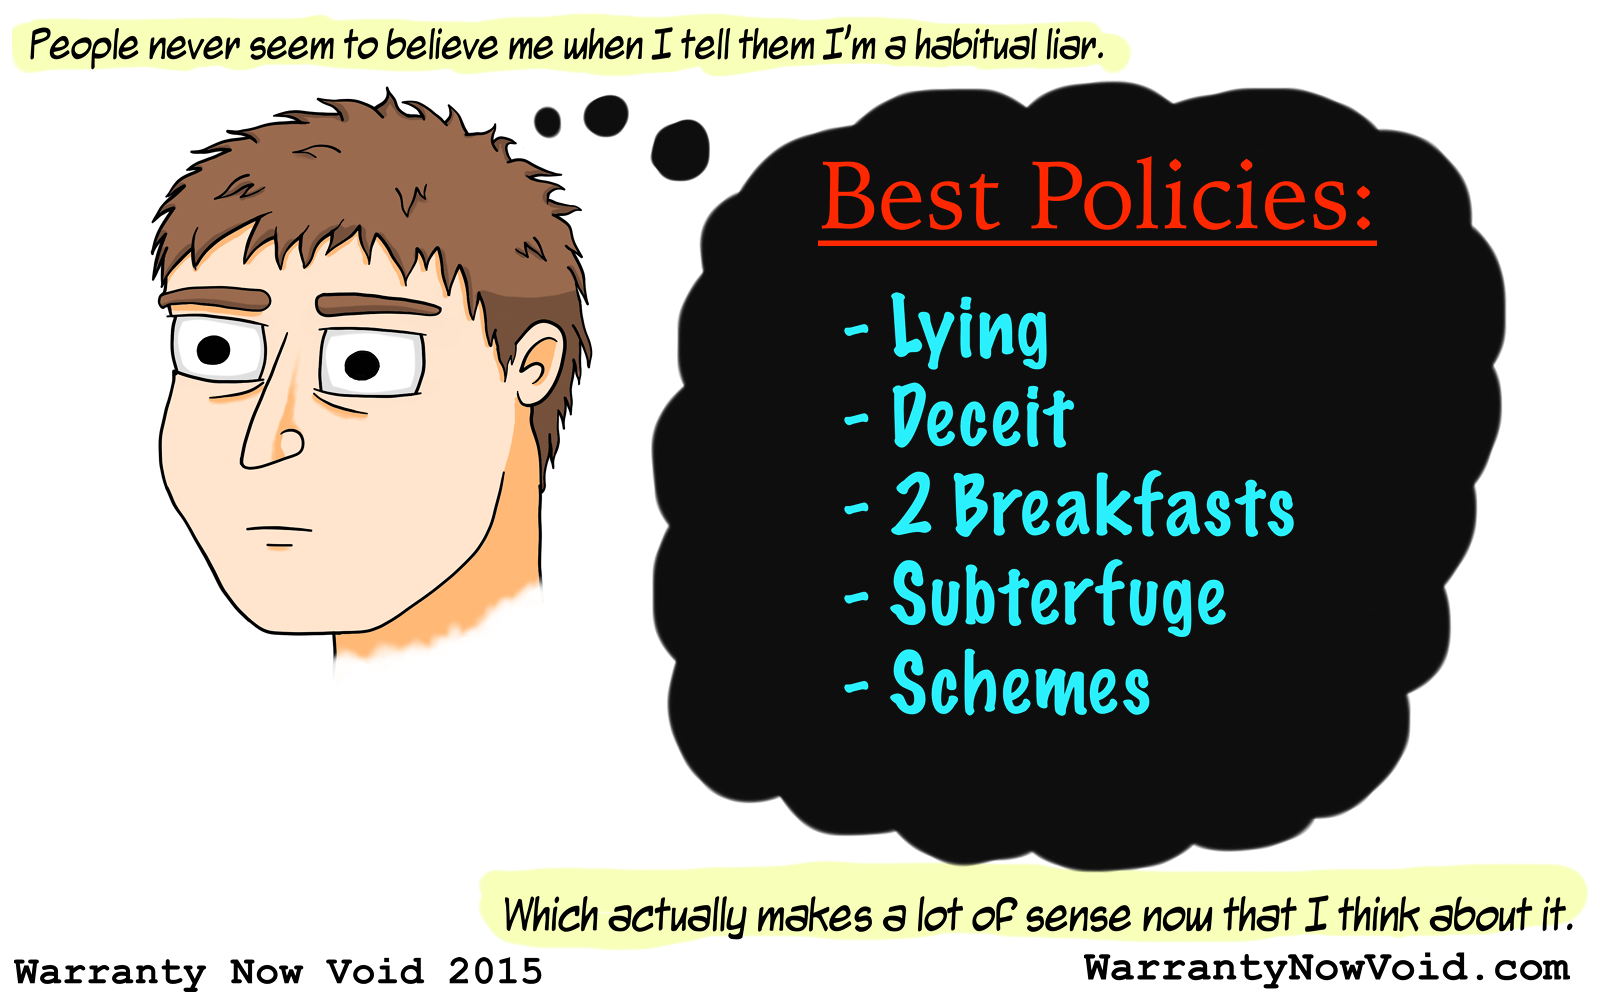 People never seem to believe me when I tell them I'm a habitual liar.
Best Policies:
- Lying
- Deceit
- 2 Breakfasts
- Subterfuge
- Schemes
Which actually makes a lot of sense now that I think about it.
Warranty Now Void 2015
WarrantyNowVoid.com